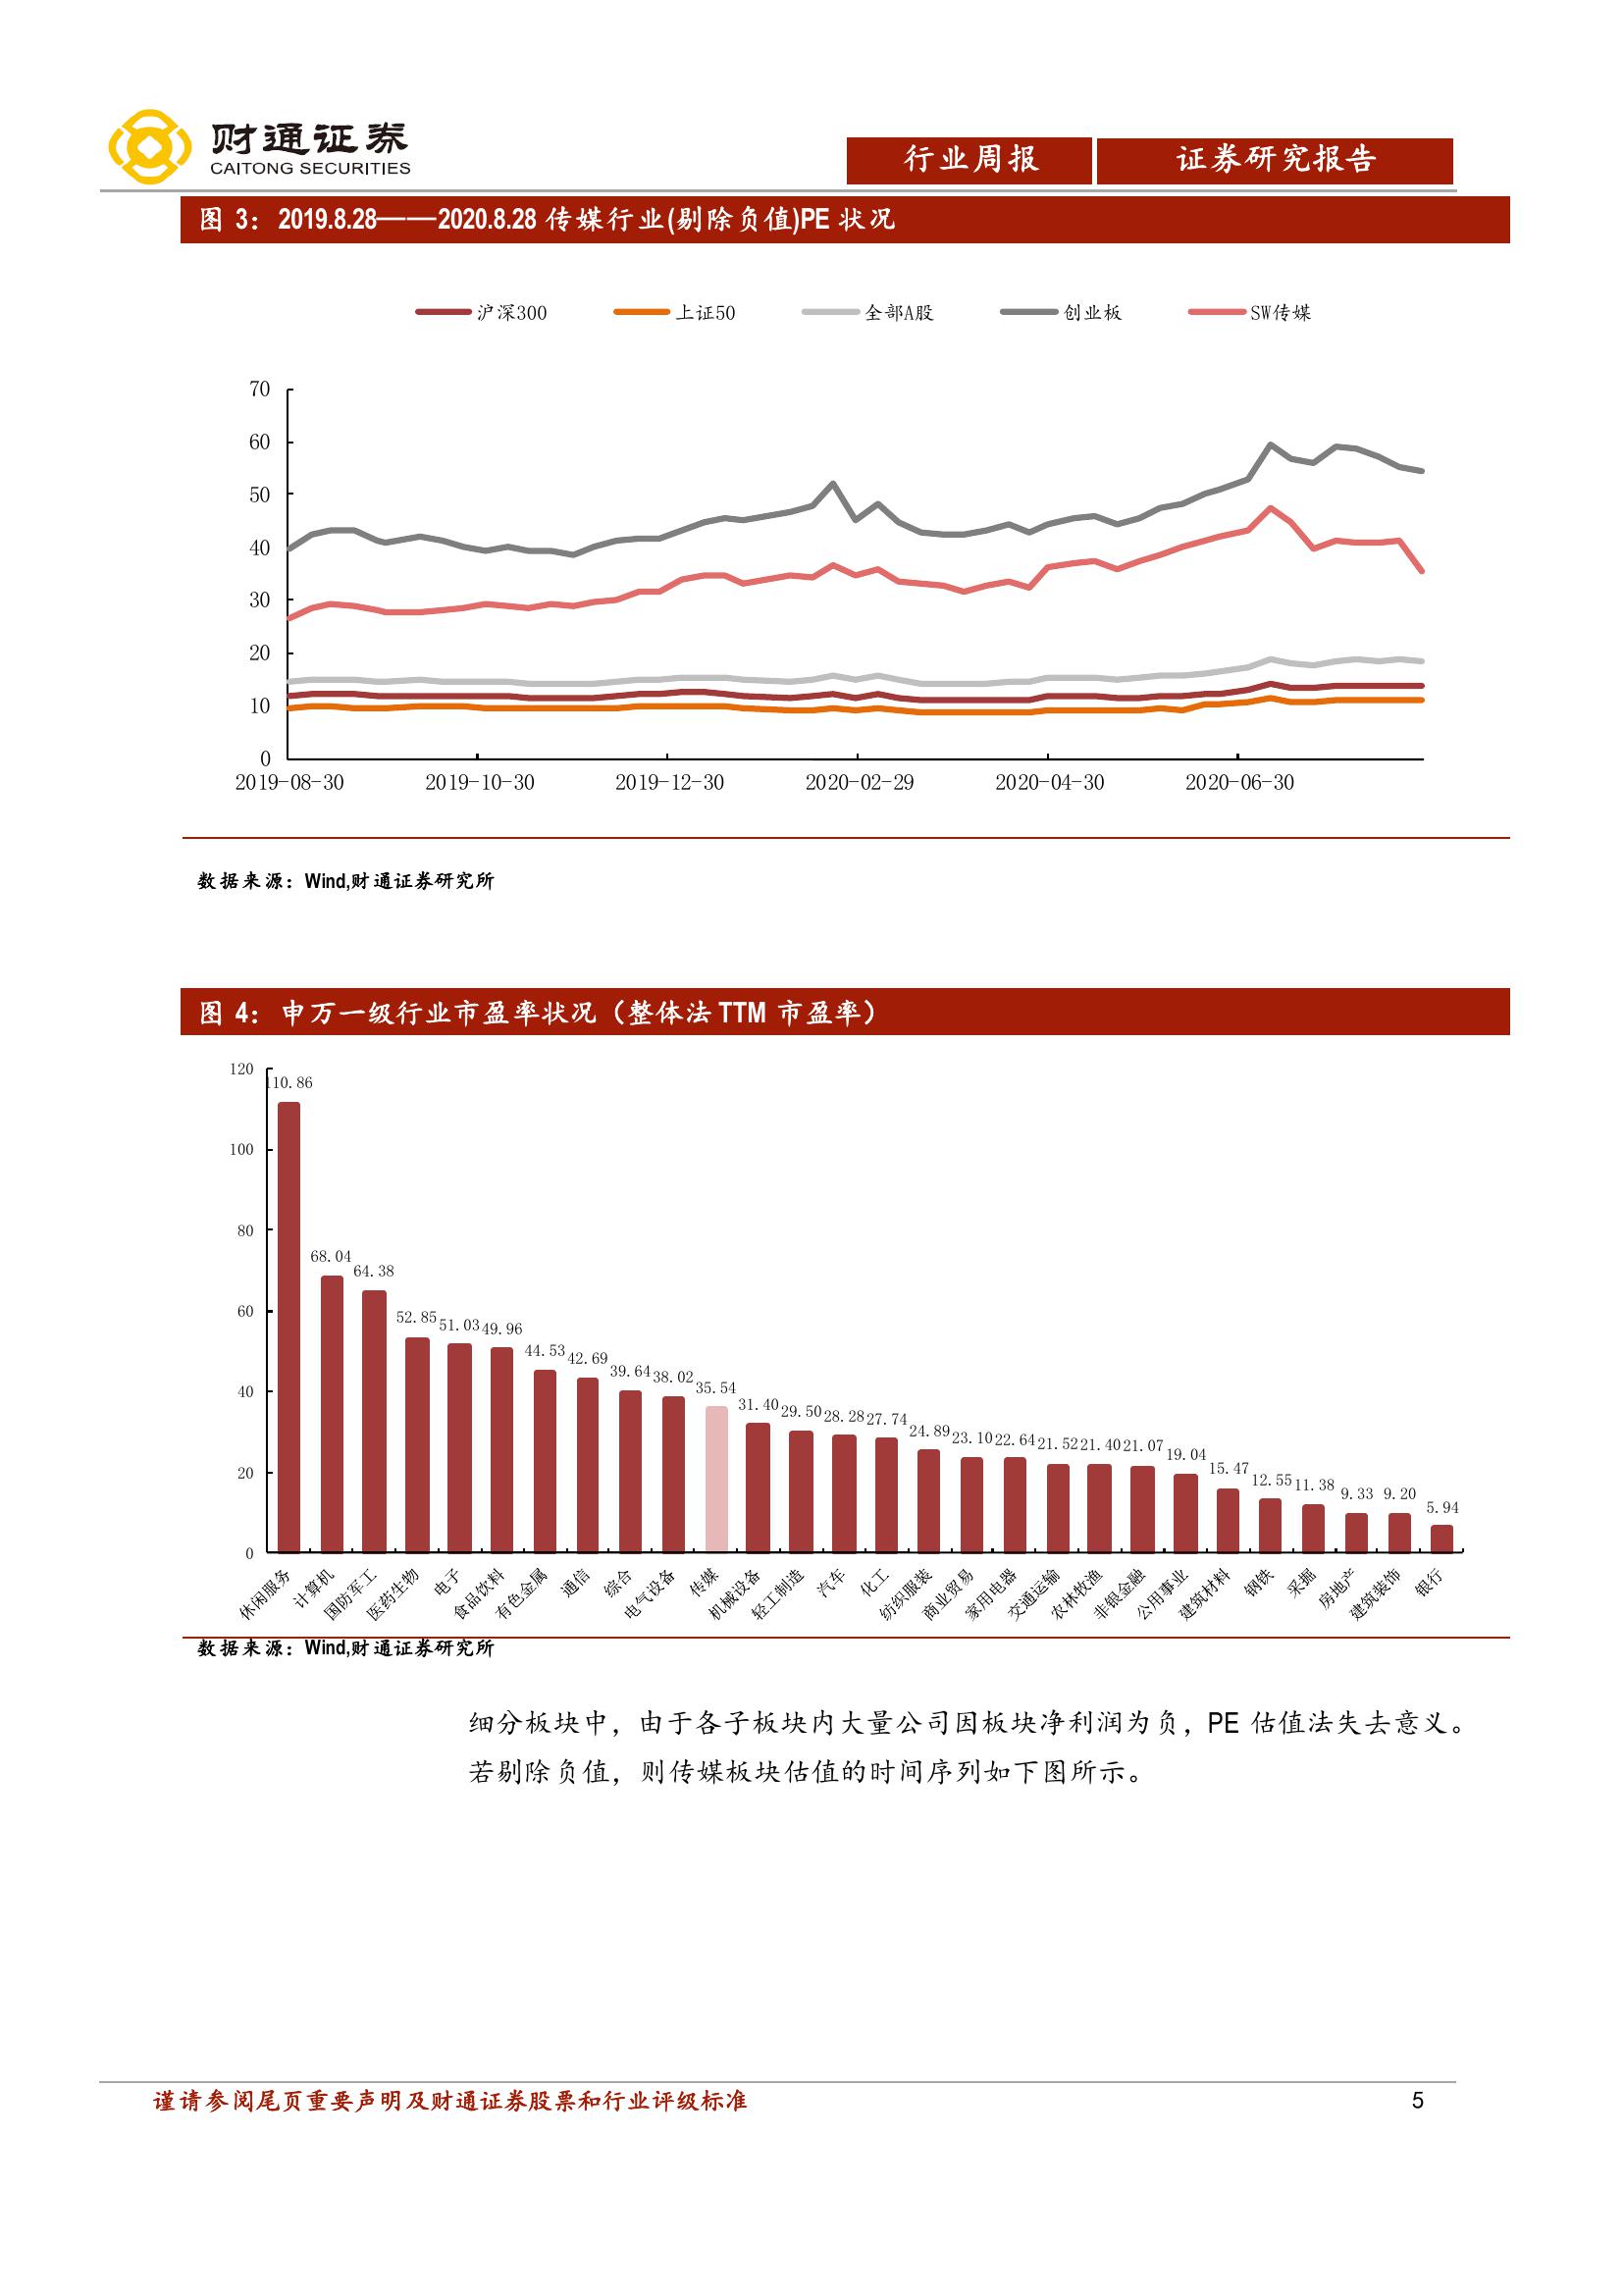 财通证券
CAITONG SECURITIES
行业周报 证券研究报告
图 3：2019.8.28——2020.8.28 传媒行业(剔除负值)PE 状况
沪深300 上证50 全部A股 创业板 SW传媒
70
60
50
40
30
20
10
0
2019-08-30 2019-10-30 2019-12-30 2020-02-29 2020-04-30 2020-06-30
数据来源：Wind,财通证券研究所
图 4：申万一级行业市盈率状况（整体法 TTM 市盈率）
120
100
80
60
40
20
0
110.86 68.04 64.38 52.85 51.03 49.96 44.53 42.69 39.64 38.02 35.54 31.40 29.50 28.28 27.74 24.89 23.10 22.64 21.52 21.40 21.07 19.04 15.47 12.55 11.38 9.33 9.20 5.94
休闲服务 计算机 国防军工 医药生物 电子 食品饮料 有色金属 通信 综合 电气设备 传媒 机械设备 轻工制造 汽车 化工 纺织服装 商业贸易 家用电器 交通运输 农林牧渔 非银金融 公用事业 建筑材料 钢铁 采掘 房地产 建筑装饰 银行
数据来源：Wind,财通证券研究所
细分板块中，由于各子板块内大量公司因板块净利润为负，PE 估值法失去意义。
若剔除负值，则传媒板块估值的时间序列如下图所示。
谨请参阅尾页重要声明及财通证券股票和行业评级标准 5